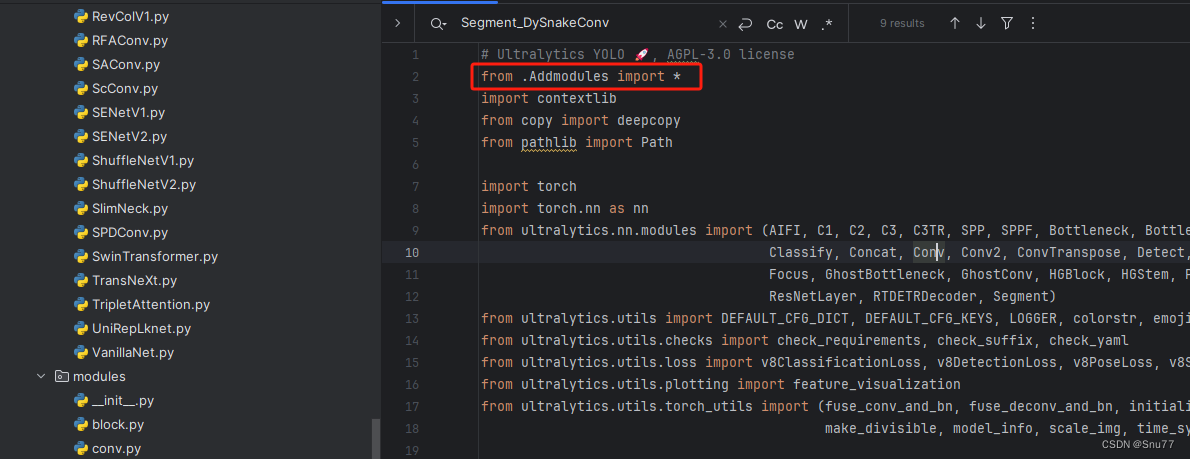 RevColV1.py
RFAConv.py
SAConv.py
ScConv.py
SENetV1.py
SENetV2.py
ShuffleNetV1.py
ShuffleNetV2.py
SlimNeck.py
SPDConv.py
SwinTransformer.py
TransNeXt.py
TripletAttention.py
UniRepLknet.py
VanillaNet.py
modules
__init__.py
block.py
conv.py
Segment_DySnakeConv
Cc W .* 9 results
1 # Ultralytics YOLO 🚀, AGPL-3.0 license
2 from .Addmodules import *
3 import contextlib
4 from copy import deepcopy
5 from pathlib import Path
6
7 import torch
8 import torch.nn as nn
9 from ultralytics.nn.modules import (AIFI, C1, C2, C3, C3TR, SPP, SPPF, Bottleneck, Bottle
10 Classify, Concat, Conv, Conv2, ConvTranspose, Detect,
11 Focus, GhostBottleneck, GhostConv, HGBlock, HGStem, R
12 ResNetLayer, RTDETRDecoder, Segment)
13 from ultralytics.utils import DEFAULT_CFG_DICT, DEFAULT_CFG_KEYS, LOGGER, colorstr, emoji
14 from ultralytics.utils.checks import check_requirements, check_suffix, check_yaml
15 from ultralytics.utils.loss import v8ClassificationLoss, v8DetectionLoss, v8PoseLoss, v8S
16 from ultralytics.utils.plotting import feature_visualization
17 from ultralytics.utils.torch_utils import (fuse_conv_and_bn, fuse_deconv_and_bn, initiali
18 make_divisible, model_info, scale_img, time_sy
19
CSDN @Snu77